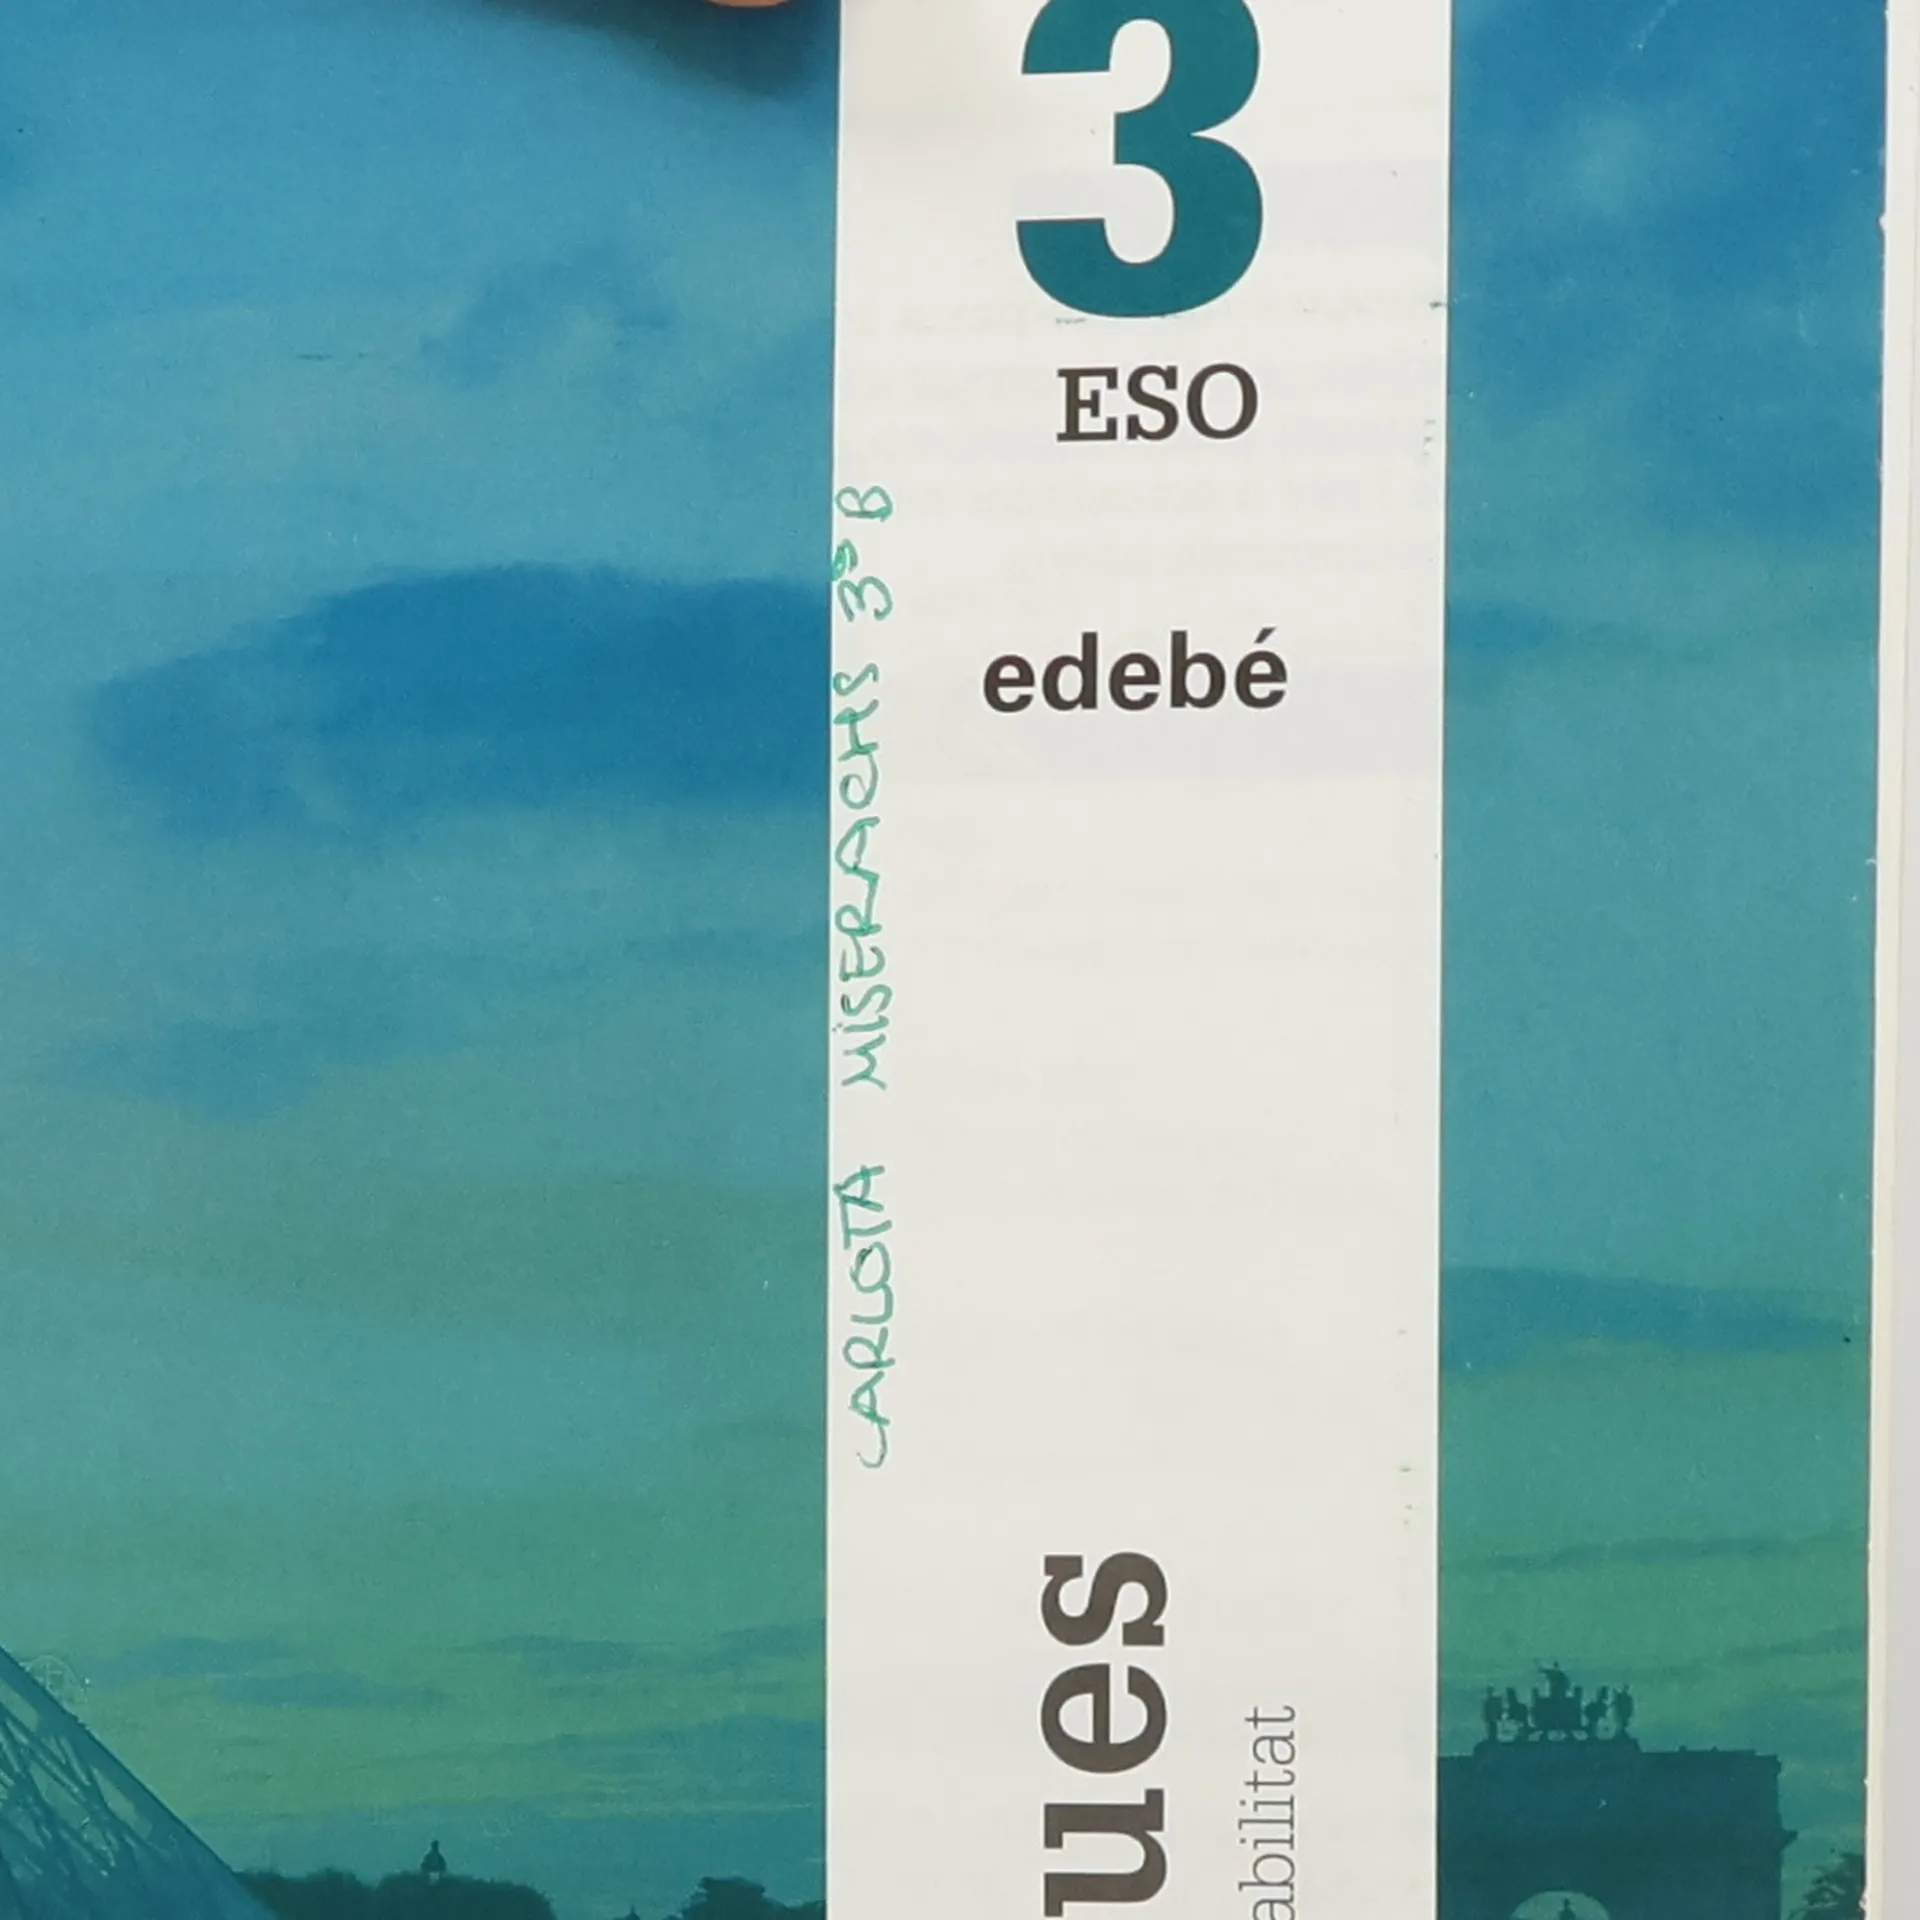 3
ESO
edebé
CARLOTA MISERACHS 3º B
ues
abilitat